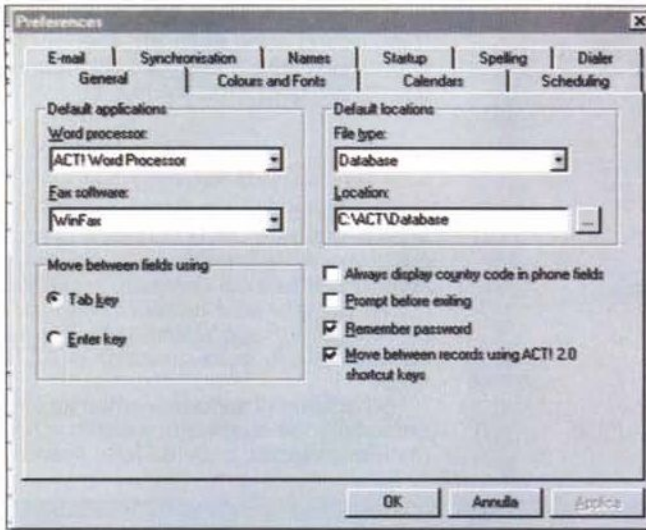 Preferences
E-mail Synchronisation Names Startup Spelling Dialer
General Colours and Fonts Calendars Scheduling
Default applications
Word processor:
ACT! Word Processor
Fax software:
WinFax
Default locations
File type:
Database
Location:
C:\ACT\Database
...
Move between fields using
Tab key
Enter key
Always display country code in phone fields
Prompt before exiting
Remember password
Move between records using ACT! 2.0
shortcut keys
OK Annulla Applica